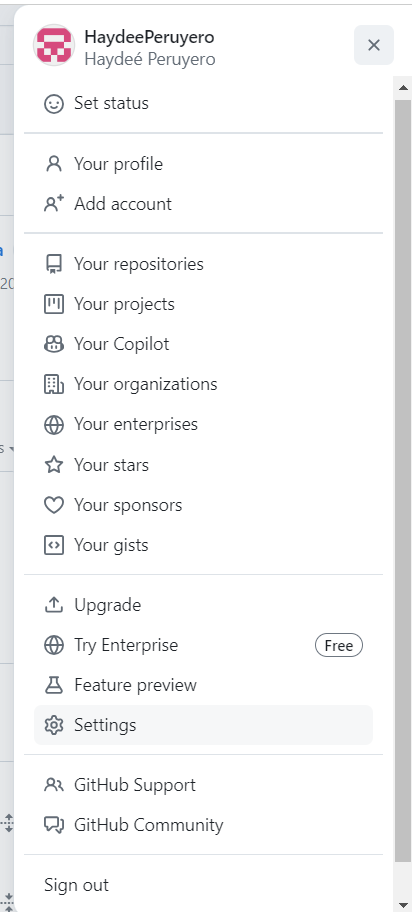 HaydeePeruyero
Haydeé Peruyero
Set status
Your profile
Add account
Your repositories
Your projects
Your Copilot
Your organizations
Your enterprises
Your stars
Your sponsors
Your gists
Upgrade
Try Enterprise Free
Feature preview
Settings
GitHub Support
GitHub Community
Sign out